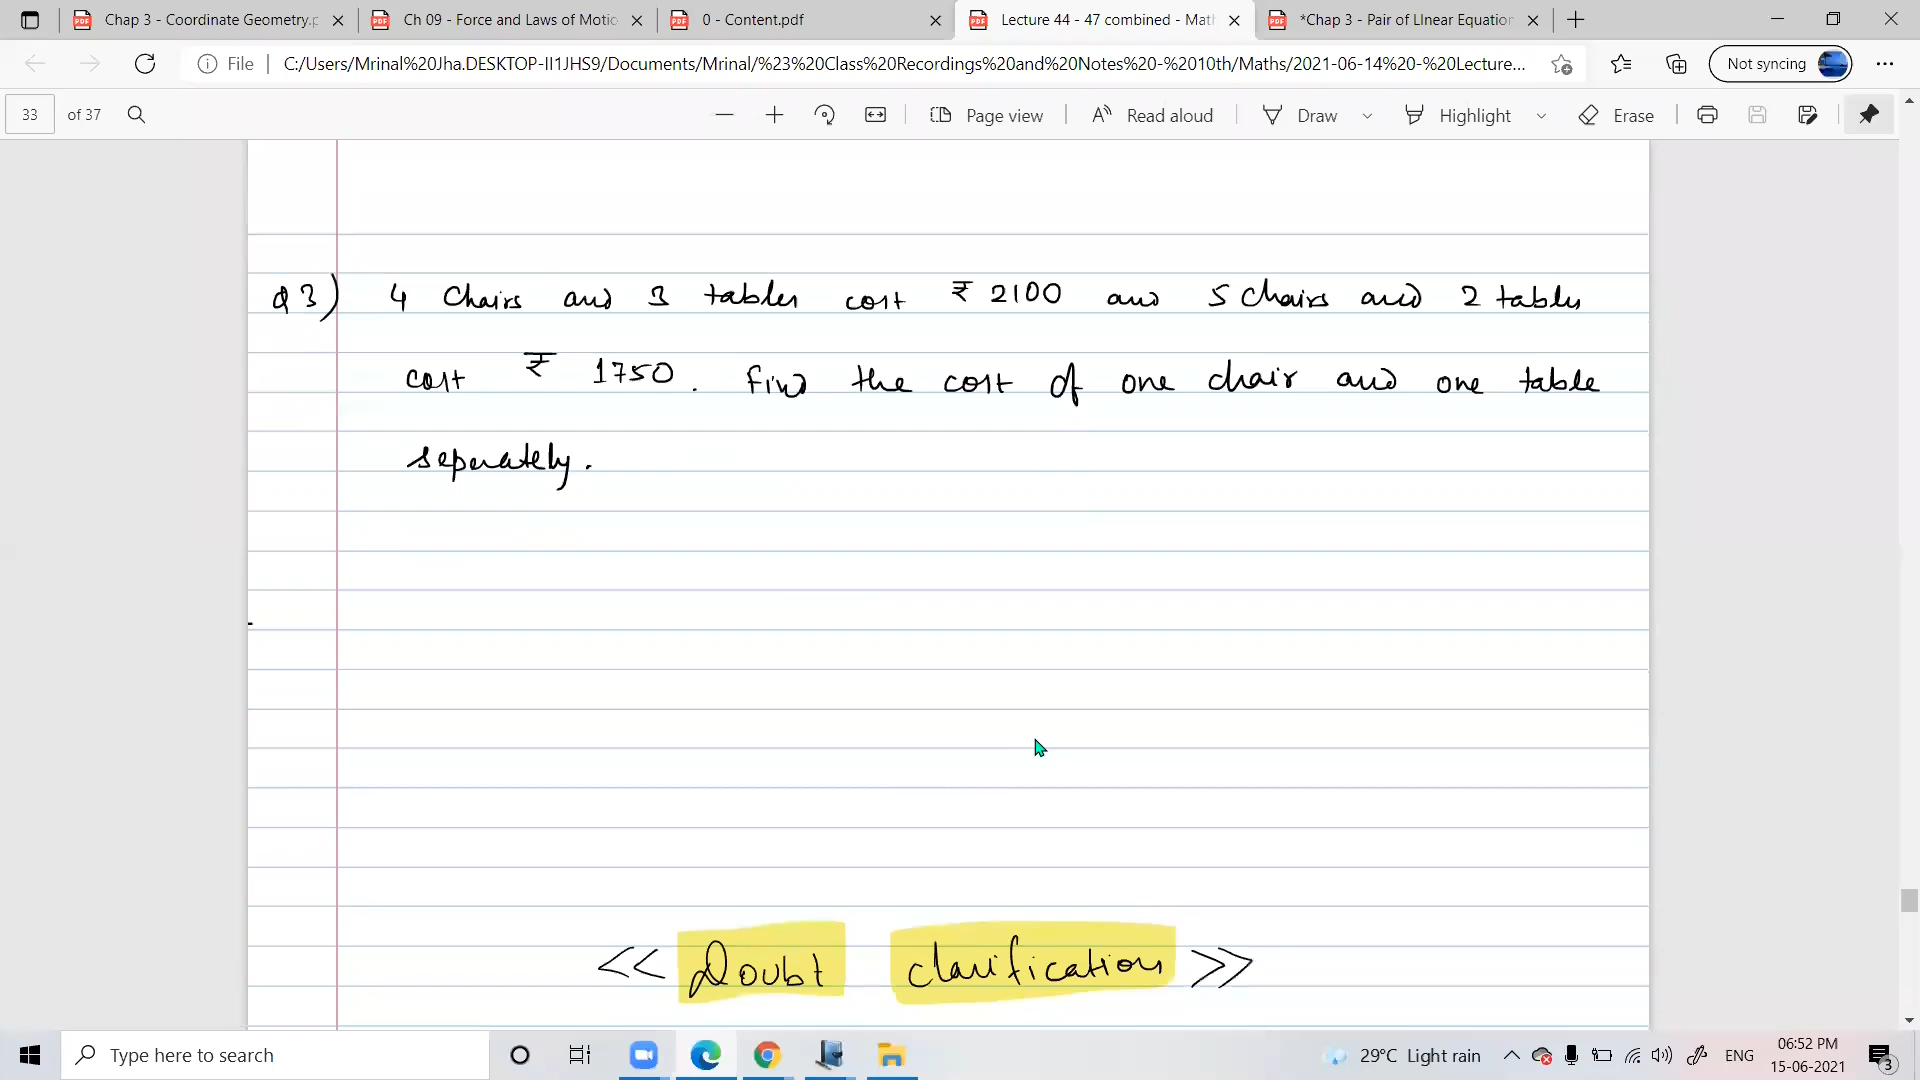 Chap 3 - Coordinate Geometry.p
Ch 09 - Force and Laws of Motio
0 - Content.pdf
Lecture 44 - 47 combined - Mat
*Chap 3 - Pair of LInear Equation
File
C:/Users/Mrinal%20Jha.DESKTOP-II1JHS9/Documents/Mrinal/%23%20Class%20Recordings%20and%20Notes%20-%2010th/Maths/2021-06-14%20-%20Lecture...
Not syncing
33 of 37
Page view
Read aloud
Draw
Highlight
Erase
Q 3) 4 Chairs and 3 tables cost ₹ 2100 and 5 chairs and 2 tables
cost ₹ 1750. Find the cost of one chair and one table
seperately.
<< Doubt clarification >>
Type here to search
29°C Light rain
ENG
06:52 PM
15-06-2021
3